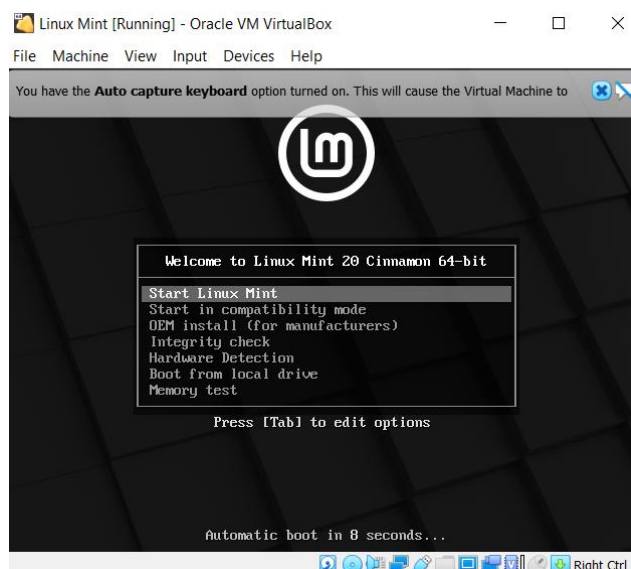 Linux Mint [Running] - Oracle VM VirtualBox
File Machine View Input Devices Help
You have the Auto capture keyboard option turned on. This will cause the Virtual Machine to
lm
Welcome to Linux Mint 20 Cinnamon 64-bit
Start Linux Mint
Start in compatibility mode
OEM install (for manufacturers)
Integrity check
Hardware Detection
Boot from local drive
Memory test
Press [Tab] to edit options
Automatic boot in 8 seconds...
Right Ctrl